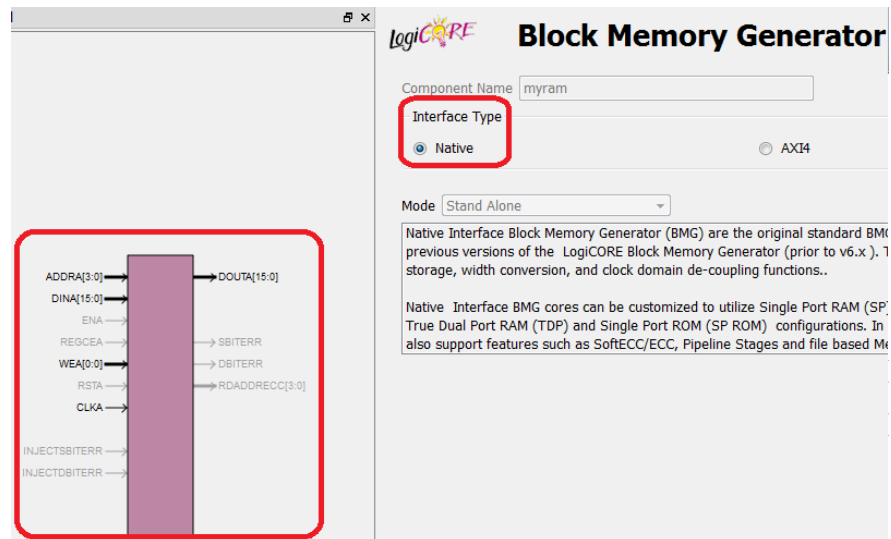 LogiCORE
Block Memory Generator
Component Name myram
Interface Type
Native
AXI4
Mode Stand Alone
Native Interface Block Memory Generator (BMG) are the original standard BMG
previous versions of the LogiCORE Block Memory Generator (prior to v6.x ).
storage, width conversion, and clock domain de-coupling functions..
Native Interface BMG cores can be customized to utilize Single Port RAM (SP)
True Dual Port RAM (TDP) and Single Port ROM (SP ROM) configurations. In
also support features such as SoftECC/ECC, Pipeline Stages and file based
ADDRA[3:0]
DOUTA[15:0]
DINA[15:0]
ENA
REGCEA
SBITERR
WEA[0:0]
DBITERR
RSTA
RDADDRECC[3:0]
CLKA
INJECTSBITERR
INJECTDBITERR